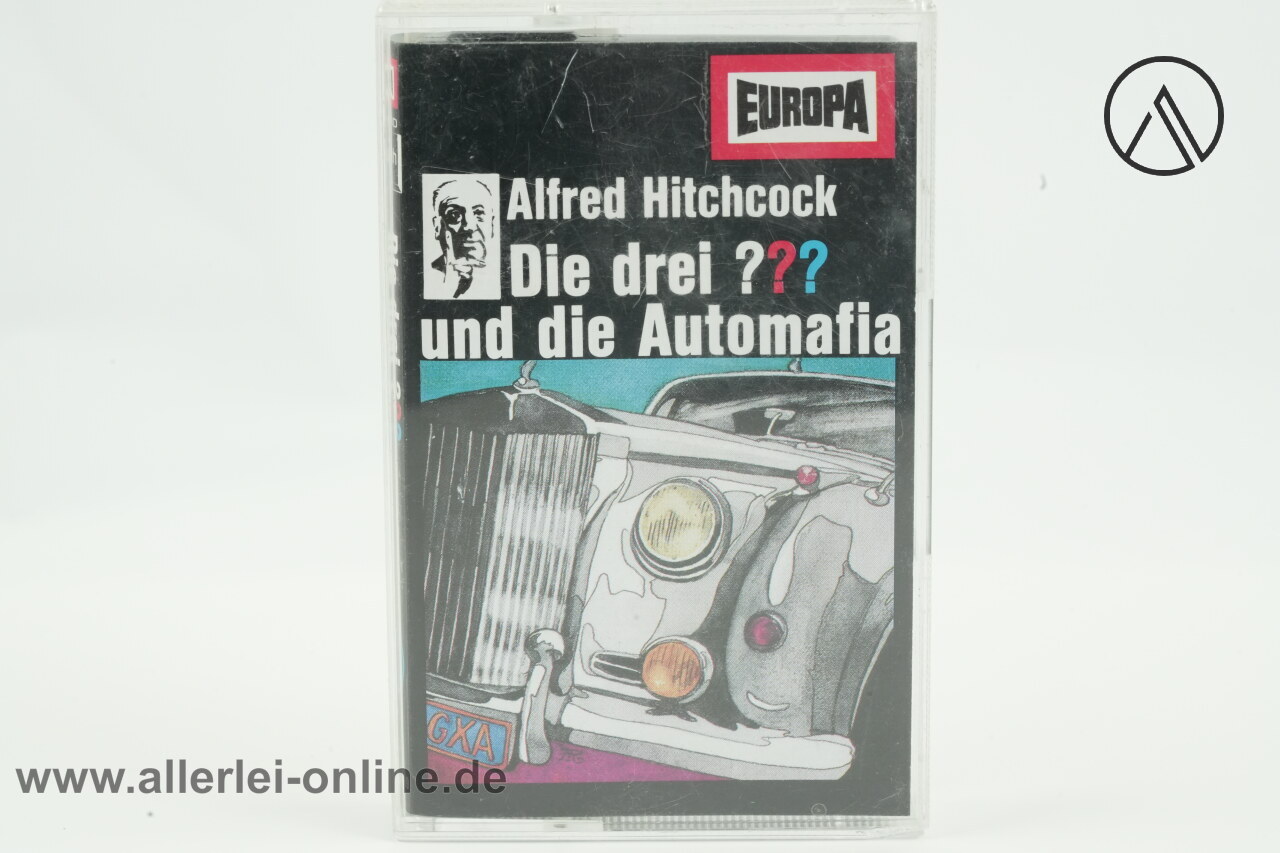 EUROPA
Alfred Hitchcock
Die drei ???
und die Automafia
GXA
www.allerlei-online.de